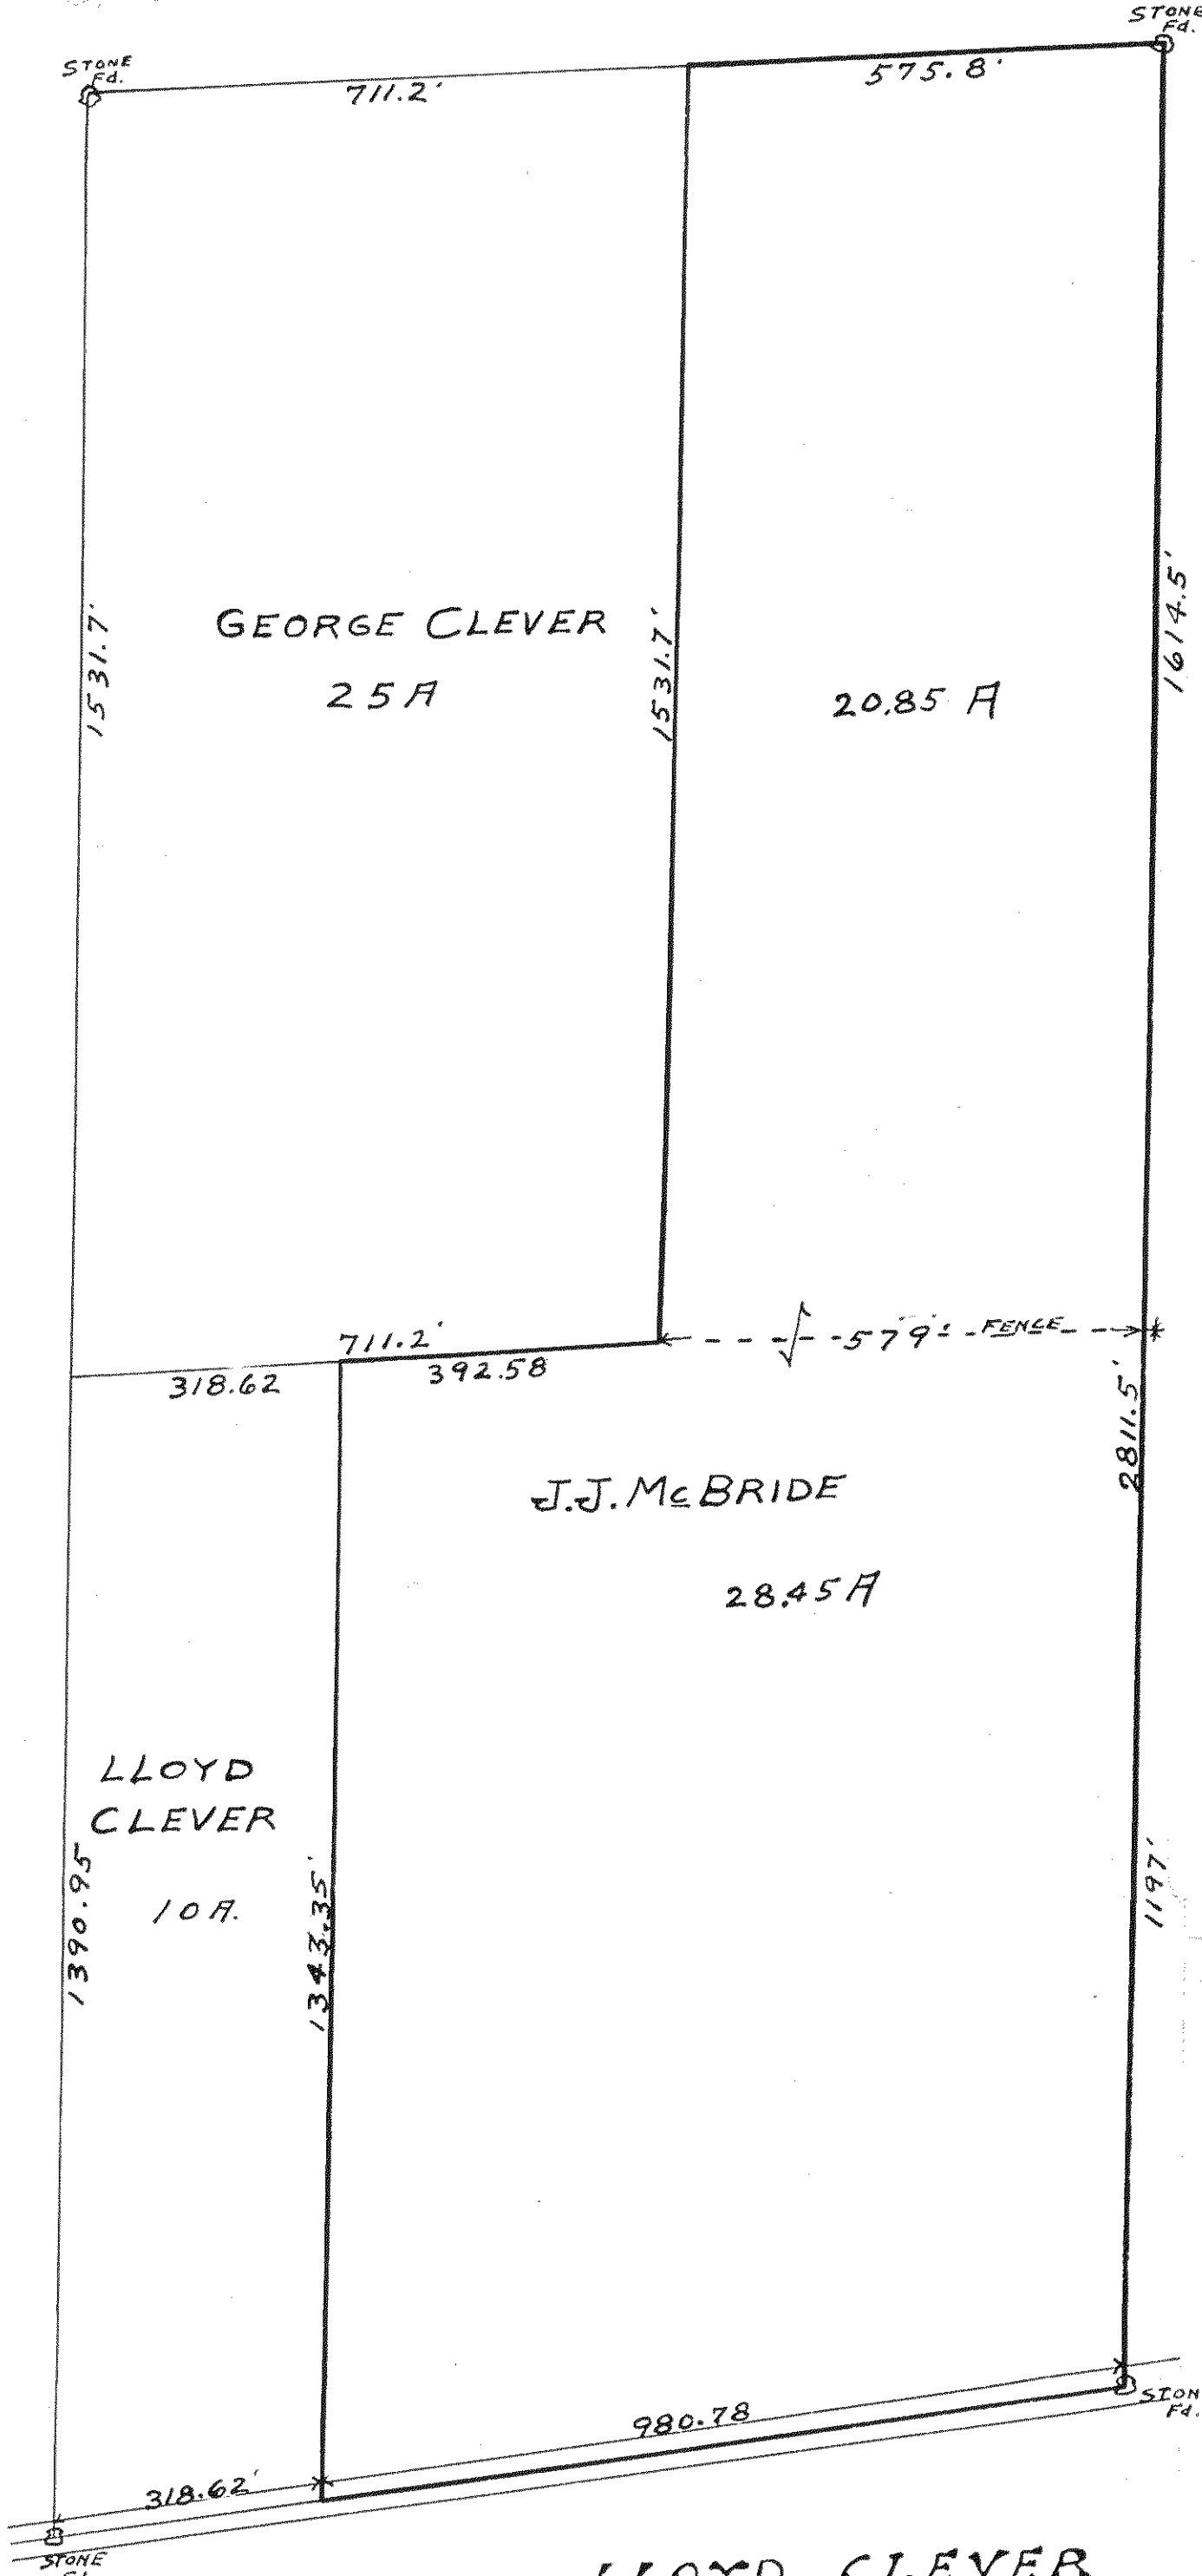 STONE
Fd.
STONE
Fd.
711.2'
575.8'
1531.7'
GEORGE CLEVER
25 A
1531.7'
20.85 A
1614.5'
711.2'
318.62
392.58
579'± FENCE
2811.5'
J.J. McBRIDE
28.45 A
LLOYD
CLEVER
10 A.
1390.95
1343.35'
1197'
980.78
318.62'
STON
Fd.
STONE
LLOYD CLEVER